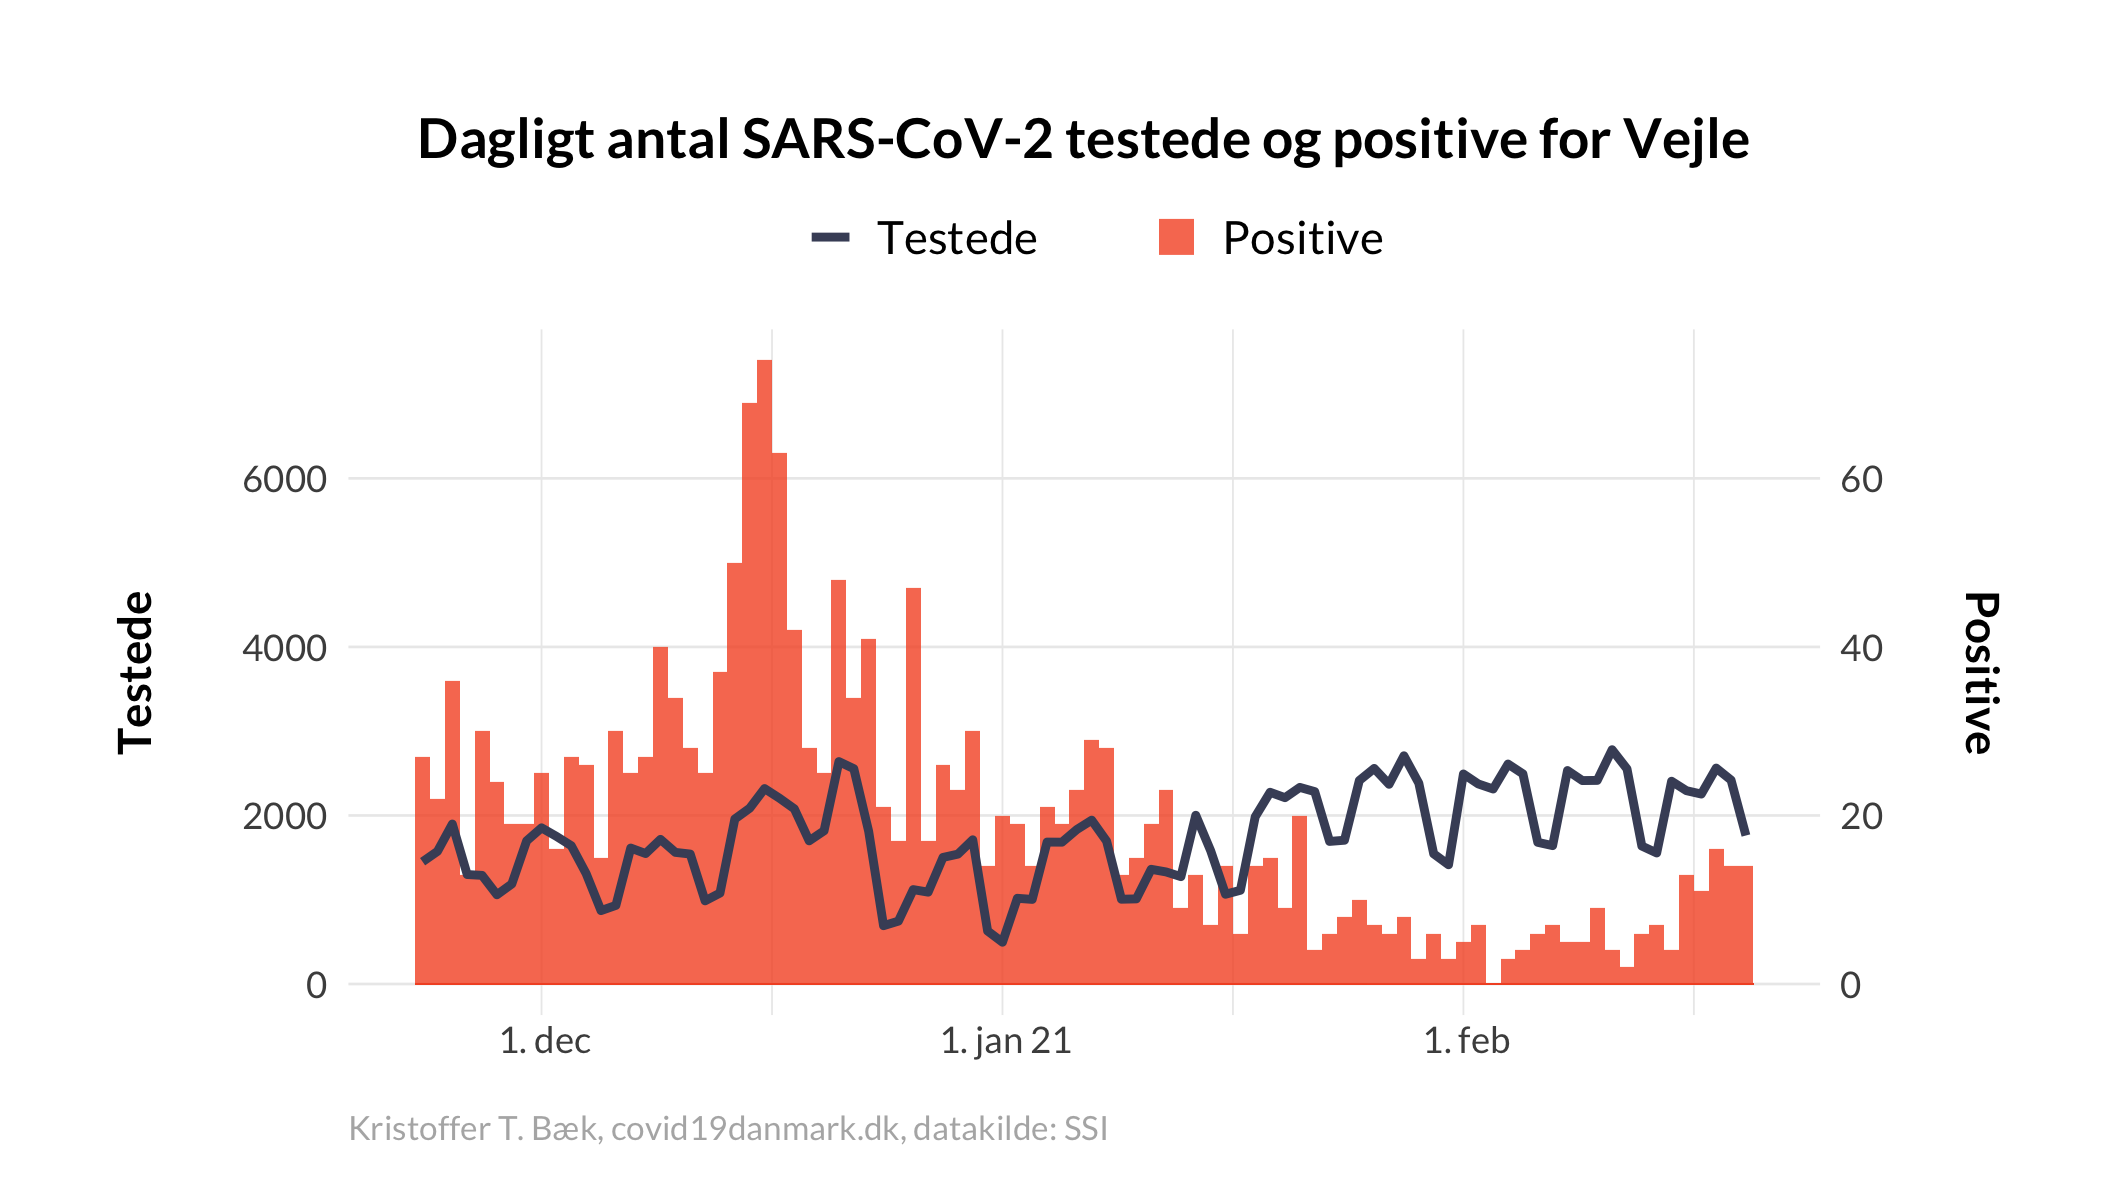 Dagligt antal SARS-CoV-2 testede og positive for Vejle
Testede
Positive
6000
4000
2000
0
60
40
20
0
Testede
Positive
1. dec
1. jan 21
1. feb
Kristoffer T. Bæk, covid19danmark.dk, datakilde: SSI